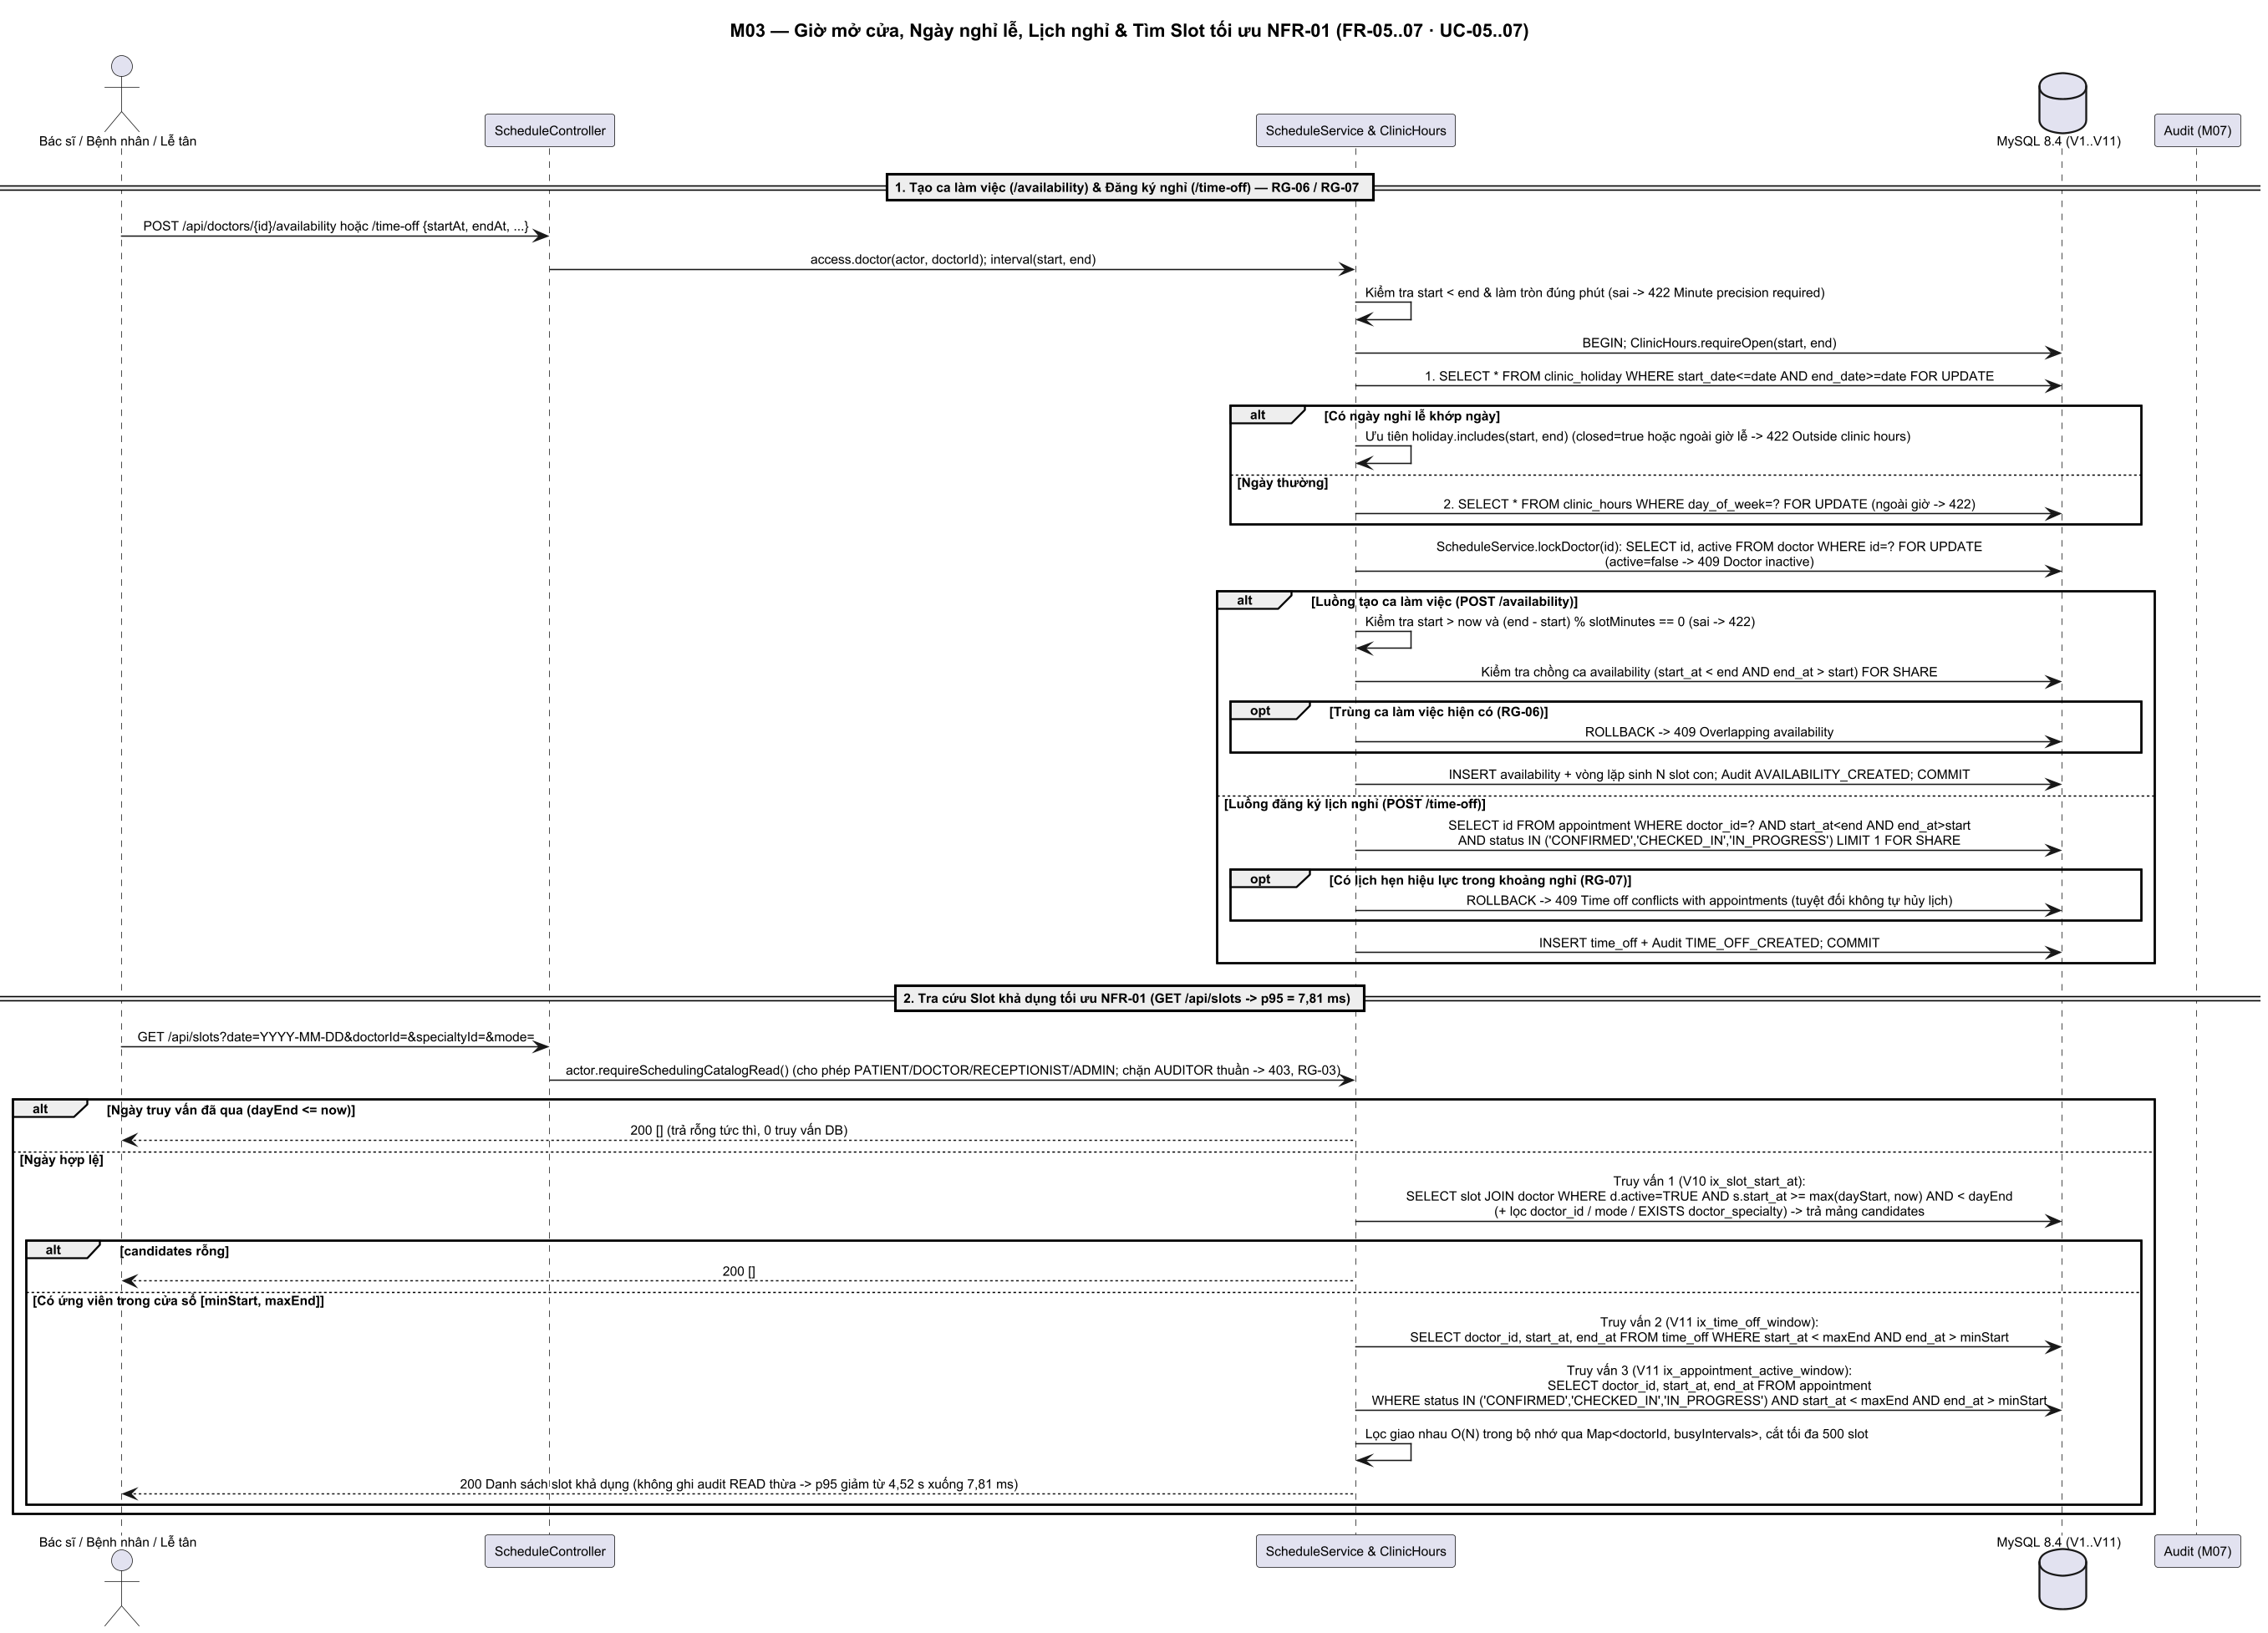 M03 — Giờ mở cửa, Ngày nghỉ lễ, Lịch nghỉ & Tìm Slot tối ưu NFR-01 (FR-05..07 · UC-05..07)
Bác sĩ / Bệnh nhân / Lễ tân
ScheduleController
ScheduleService & ClinicHours
MySQL 8.4 (V1..V11)
Audit (M07)
1. Tạo ca làm việc (/availability) & Đăng ký nghỉ (/time-off) — RG-06 / RG-07
POST /api/doctors/{id}/availability hoặc /time-off {startAt, endAt, ...}
access.doctor(actor, doctorId); interval(start, end)
Kiểm tra start < end & làm tròn đúng phút (sai -> 422 Minute precision required)
BEGIN; ClinicHours.requireOpen(start, end)
1. SELECT * FROM clinic_holiday WHERE start_date<=date AND end_date>=date FOR UPDATE
alt
[Có ngày nghỉ lễ khớp ngày]
Ưu tiên holiday.includes(start, end) (closed=true hoặc ngoài giờ lễ -> 422 Outside clinic hours)
[Ngày thường]
2. SELECT * FROM clinic_hours WHERE day_of_week=? FOR UPDATE (ngoài giờ -> 422)
ScheduleService.lockDoctor(id): SELECT id, active FROM doctor WHERE id=? FOR UPDATE
(active=false -> 409 Doctor inactive)
alt
[Luồng tạo ca làm việc (POST /availability)]
Kiểm tra start > now và (end - start) % slotMinutes == 0 (sai -> 422)
Kiểm tra chồng ca availability (start_at < end AND end_at > start) FOR SHARE
opt
[Trùng ca làm việc hiện có (RG-06)]
ROLLBACK -> 409 Overlapping availability
INSERT availability + vòng lặp sinh N slot con; Audit AVAILABILITY_CREATED; COMMIT
[Luồng đăng ký lịch nghỉ (POST /time-off)]
SELECT id FROM appointment WHERE doctor_id=? AND start_at<end AND end_at>start
AND status IN ('CONFIRMED','CHECKED_IN','IN_PROGRESS') LIMIT 1 FOR SHARE
opt
[Có lịch hẹn hiệu lực trong khoảng nghỉ (RG-07)]
ROLLBACK -> 409 Time off conflicts with appointments (tuyệt đối không tự hủy lịch)
INSERT time_off + Audit TIME_OFF_CREATED; COMMIT
2. Tra cứu Slot khả dụng tối ưu NFR-01 (GET /api/slots -> p95 = 7,81 ms)
GET /api/slots?date=YYYY-MM-DD&doctorId=&specialtyId=&mode=
actor.requireSchedulingCatalogRead() (cho phép PATIENT/DOCTOR/RECEPTIONIST/ADMIN; chặn AUDITOR thuần -> 403, RG-03)
alt
[Ngày truy vấn đã qua (dayEnd <= now)]
200 [] (trả rỗng tức thì, 0 truy vấn DB)
[Ngày hợp lệ]
Truy vấn 1 (V10 ix_slot_start_at):
SELECT slot JOIN doctor WHERE d.active=TRUE AND s.start_at >= max(dayStart, now) AND < dayEnd
(+ lọc doctor_id / mode / EXISTS doctor_specialty) -> trả mảng candidates
alt
[candidates rỗng]
200 []
[Có ứng viên trong cửa sổ [minStart, maxEnd]]
Truy vấn 2 (V11 ix_time_off_window):
SELECT doctor_id, start_at, end_at FROM time_off WHERE start_at < maxEnd AND end_at > minStart
Truy vấn 3 (V11 ix_appointment_active_window):
SELECT doctor_id, start_at, end_at FROM appointment
WHERE status IN ('CONFIRMED','CHECKED_IN','IN_PROGRESS') AND start_at < maxEnd AND end_at > minStart
Lọc giao nhau O(N) trong bộ nhớ qua Map<doctorId, busyIntervals>, cắt tối đa 500 slot
200 Danh sách slot khả dụng (không ghi audit READ thừa -> p95 giảm từ 4,52 s xuống 7,81 ms)
Bác sĩ / Bệnh nhân / Lễ tân
ScheduleController
ScheduleService & ClinicHours
MySQL 8.4 (V1..V11)
Audit (M07)